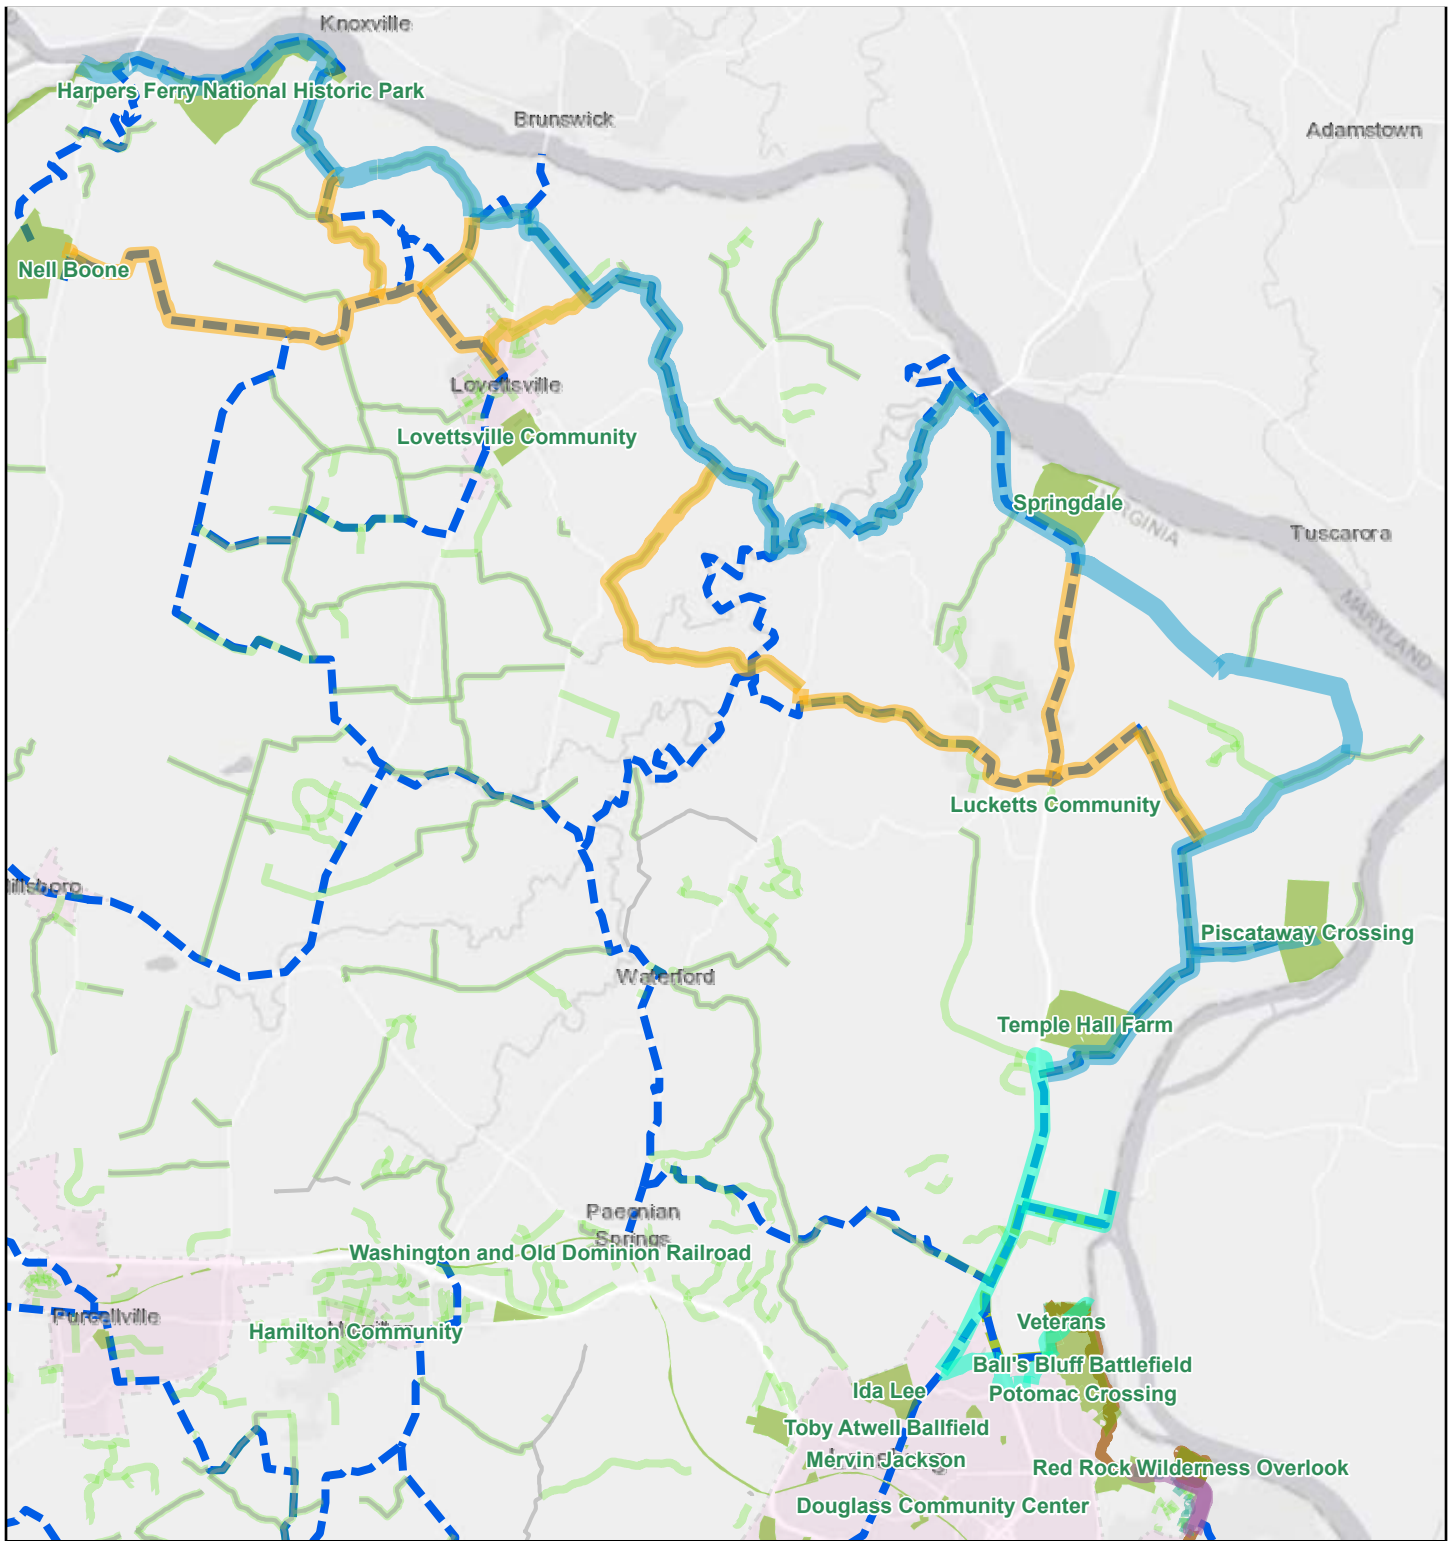 Knoxville
Harpers Ferry National Historic Park
Brunswick
Adamstown
Nell Boone
Lovettsville
Lovettsville Community
Springdale
VIRGINIA
Tuscarora
MARYLAND
Lucketts Community
illsboro
Piscataway Crossing
Waterford
Temple Hall Farm
Paeonian
Springs
Washington and Old Dominion Railroad
Purcellville
Hamilton Community
Veterans
Ball's Bluff Battlefield
Ida Lee
Potomac Crossing
Toby Atwell Ballfield
Mervin Jackson
Red Rock Wilderness Overlook
Douglass Community Center